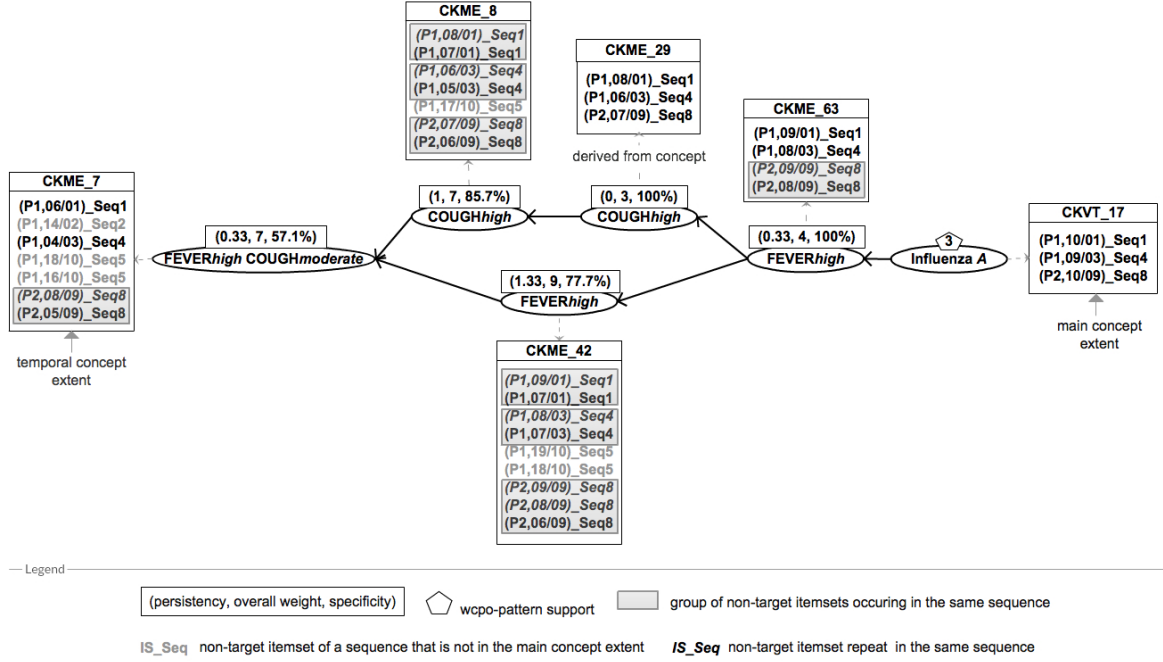 CKME_8
(P1,08/01)_Seq1
(P1,07/01)_Seq1
(P1,06/03)_Seq4
(P1,05/03)_Seq4
(P1,17/10)_Seq5
(P2,07/09)_Seq8
(P2,06/09)_Seq8
CKME_29
(P1,08/01)_Seq1
(P1,06/03)_Seq4
(P2,07/09)_Seq8
derived from concept
CKME_63
(P1,09/01)_Seq1
(P1,08/03)_Seq4
(P2,09/09)_Seq8
(P2,08/09)_Seq8
CKME_7
(P1,06/01)_Seq1
(P1,14/02)_Seq2
(P1,04/03)_Seq4
(P1,18/10)_Seq5
(P1,16/10)_Seq5
(P2,08/09)_Seq8
(P2,05/09)_Seq8
temporal concept
extent
(1, 7, 85.7%)
COUGHhigh
(0, 3, 100%)
COUGHhigh
(0.33, 7, 57.1%)
FEVERhigh COUGHmoderate
(0.33, 4, 100%)
FEVERhigh
3
Influenza A
(1.33, 9, 77.7%)
FEVERhigh
CKVT_17
(P1,10/01)_Seq1
(P1,09/03)_Seq4
(P2,10/09)_Seq8
main concept
extent
CKME_42
(P1,09/01)_Seq1
(P1,07/01)_Seq1
(P1,08/03)_Seq4
(P1,07/03)_Seq4
(P1,19/10)_Seq5
(P1,18/10)_Seq5
(P2,09/09)_Seq8
(P2,08/09)_Seq8
(P2,06/09)_Seq8
Legend
(persistency, overall weight, specificity)
wcpo-pattern support
group of non-target itemsets occuring in the same sequence
IS_Seq non-target itemset of a sequence that is not in the main concept extent
IS_Seq non-target itemset repeat in the same sequence